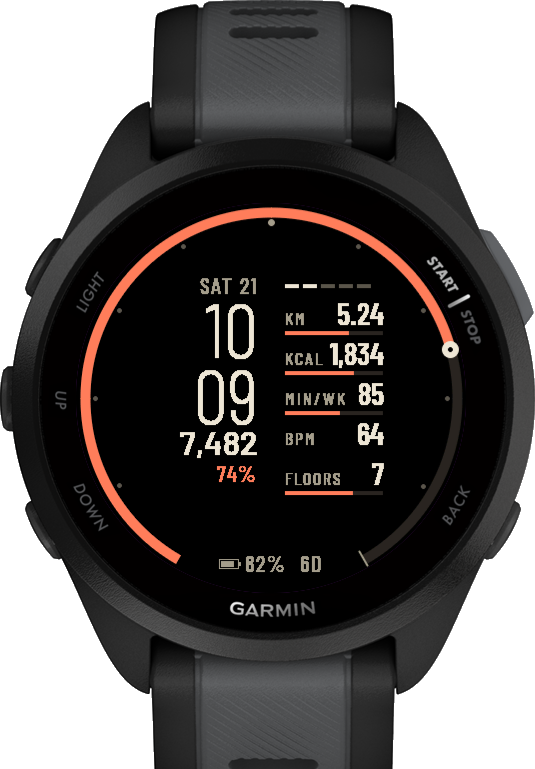 START
STOP
LIGHT
UP
DOWN
BACK
SAT 21
10
09
7,482
74%
KM 5.24
KCAL 1,834
MIN/WK 85
BPM 64
FLOORS 7
82% 6D
GARMIN